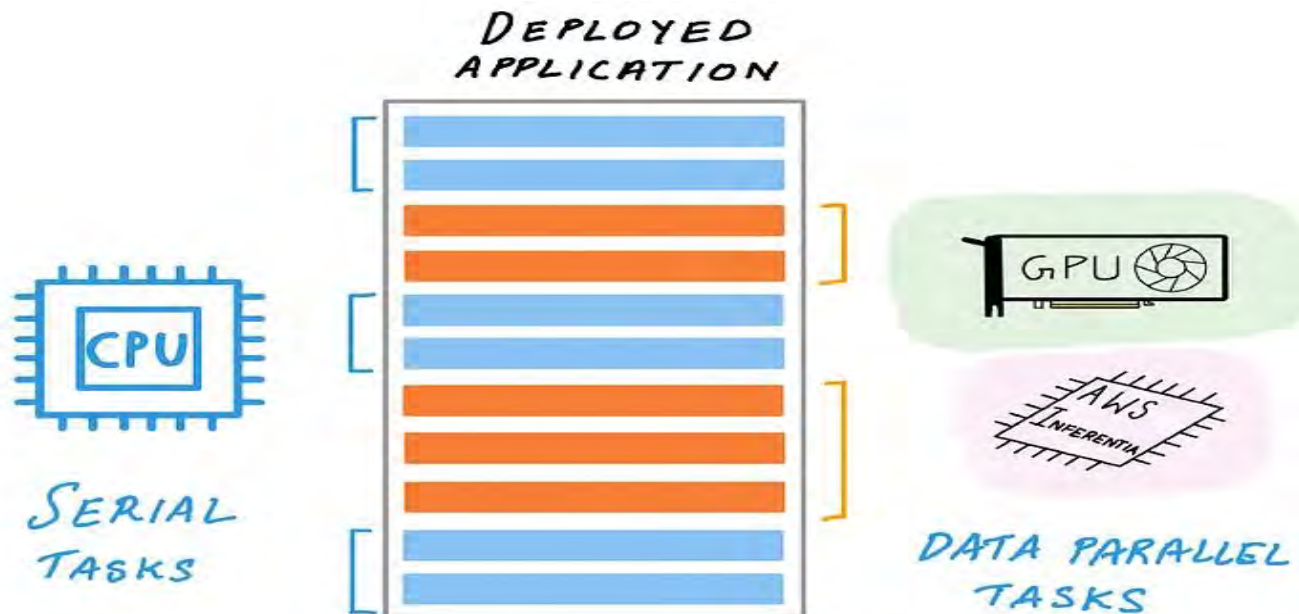 DEPLOYED
APPLICATION
CPU
SERIAL
TASKS
GPU
AWS
INFERENTIA
DATA PARALLEL
TASKS